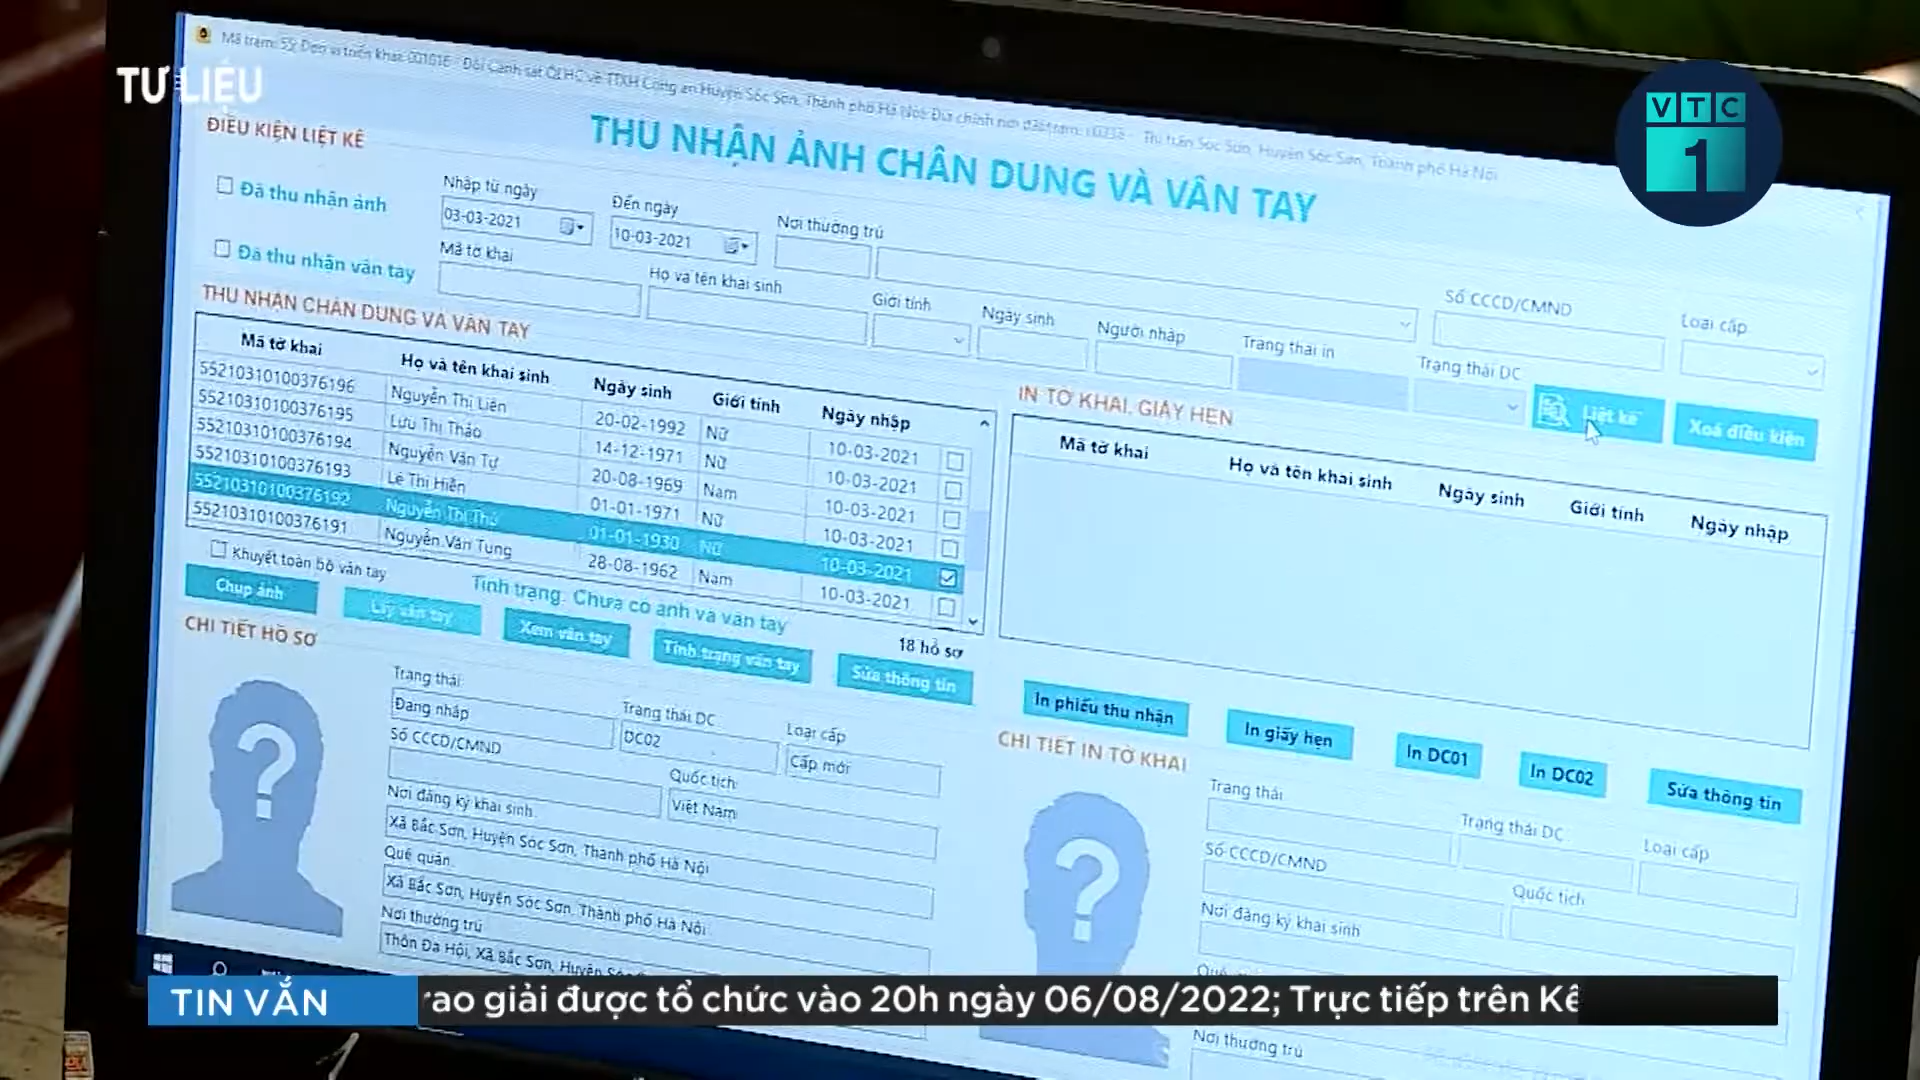 TƯ LIỆU
VTC
1
THU NHẬN ẢNH CHÂN DUNG VÀ VÂN TAY
ĐIỀU KIỆN LIỆT KÊ
Đã thu nhận ảnh
Nhập từ ngày
03-03-2021
Đến ngày
10-03-2021
Nơi thường trú
Đã thu nhận vân tay
Mã tờ khai
Họ và tên khai sinh
Giới tính
Ngày sinh
Người nhập
Trạng thái in
Trạng thái DC
Số CCCD/CMND
Loại cấp
Liệt kê
Xoá điều kiện
THU NHẬN CHÂN DUNG VÀ VÂN TAY
Mã tờ khai Họ và tên khai sinh Ngày sinh Giới tính Ngày nhập
55210310100376196 Nguyễn Thị Liên 20-02-1992 Nữ 10-03-2021
55210310100376195 Lưu Thị Thảo 14-12-1971 Nữ 10-03-2021
55210310100376194 Nguyễn Văn Tự 20-08-1969 Nam 10-03-2021
55210310100376193 Lê Thị Hiền 01-01-1971 Nữ 10-03-2021
55210310100376192 Nguyễn Thị Thứ 01-01-1930 Nữ 10-03-2021
55210310100376191 Nguyễn Văn Tung 28-08-1962 Nam 10-03-2021
Khuyết toàn bộ vân tay
Tình trạng: Chưa có ảnh và vân tay
18 hồ sơ
Chụp ảnh
Lấy vân tay
Xem vân tay
Tình trạng vân tay
Sửa thông tin
IN TỜ KHAI, GIẤY HẸN
Mã tờ khai Họ và tên khai sinh Ngày sinh Giới tính Ngày nhập
In phiếu thu nhận
In giấy hẹn
In DC01
In DC02
Sửa thông tin
CHI TIẾT HỒ SƠ
Trạng thái
Đang nhập
Trạng thái DC
DC02
Loại cấp
Cấp mới
Số CCCD/CMND
Quốc tịch
Việt Nam
Nơi đăng ký khai sinh
Xã Bắc Sơn, Huyện Sóc Sơn, Thành phố Hà Nội
Quê quán
Xã Bắc Sơn, Huyện Sóc Sơn, Thành phố Hà Nội
Nơi thường trú
Thôn Đa Hội, Xã Bắc Sơn, Huyện
CHI TIẾT IN TỜ KHAI
Trạng thái
Trạng thái DC
Loại cấp
Số CCCD/CMND
Quốc tịch
Nơi đăng ký khai sinh
Nơi thường trú
TIN VẮN
rao giải được tổ chức vào 20h ngày 06/08/2022; Trực tiếp trên Kê